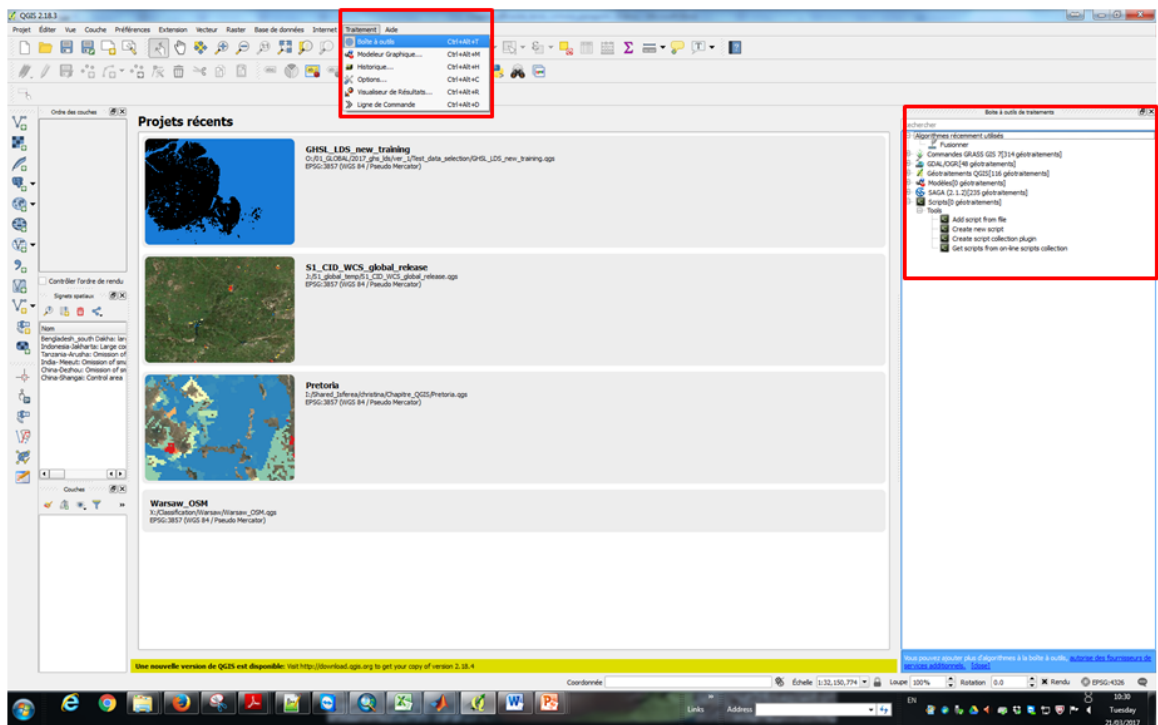 QGIS 2.18.3
Projet Éditer Vue Couche Préférences Extension Vecteur Raster Base de données Internet Traitement Aide
Boîte à outils Ctrl+Alt+T
Modeleur Graphique... Ctrl+Alt+M
Historique... Ctrl+Alt+H
Options... Ctrl+Alt+C
Visualiseur de Résultats... Ctrl+Alt+R
Ligne de Commande Ctrl+Alt+D
Ordre des couches
Contrôler l'ordre de rendu
Signets spatiaux
Nom
Bengladesh_south Dakha: lar
Indonesia-Jakharta: Large co
Tanzania-Arusha: Omission of
India- Meeut: Omission of smu
China-Dezhou: Omission of sn
China-Shangai: Control area
Couches
Projets récents
GHSL_LDS_new_training
O:/01_GLOBAL/2017_ghs_lds/ver_1/Test_data_selection/GHSL_LDS_new_training.qgs
EPSG:3857 (WGS 84 / Pseudo Mercator)
S1_CID_WCS_global_release
J:/S1_global_temp/S1_CID_WCS_global_release.qgs
EPSG:3857 (WGS 84 / Pseudo Mercator)
Pretoria
I:/Shared_Isferea/christina/Chapitre_QGIS/Pretoria.qgs
EPSG:3857 (WGS 84 / Pseudo Mercator)
Warsaw_OSM
X:/Classification/Warsaw/Warsaw_OSM.qgs
EPSG:3857 (WGS 84 / Pseudo Mercator)
Une nouvelle version de QGIS est disponible: Visit http://download.qgis.org to get your copy of version 2.18.4
Boîte à outils de traitements
Algorithmes récemment utilisés
Fusionner
Commandes GRASS GIS 7[314 géotraitements]
GDAL/OGR[48 géotraitements]
Géotraitements QGIS[116 géotraitements]
Modèles[0 géotraitements]
SAGA (2.1.2)[235 géotraitements]
Scripts[0 géotraitements]
Tools
Add script from file
Create new script
Create script collection plugin
Get scripts from on-line scripts collection
Vous pouvez ajouter plus d'algorithmes à la boîte à outils, autorise des fournisseurs de services additionnels. [close]
Coordonnée Échelle 1:32,150,774 Loupe 100% Rotation 0.0 Rendu EPSG:4326
Links Address EN
10:30
Tuesday
21/03/2017